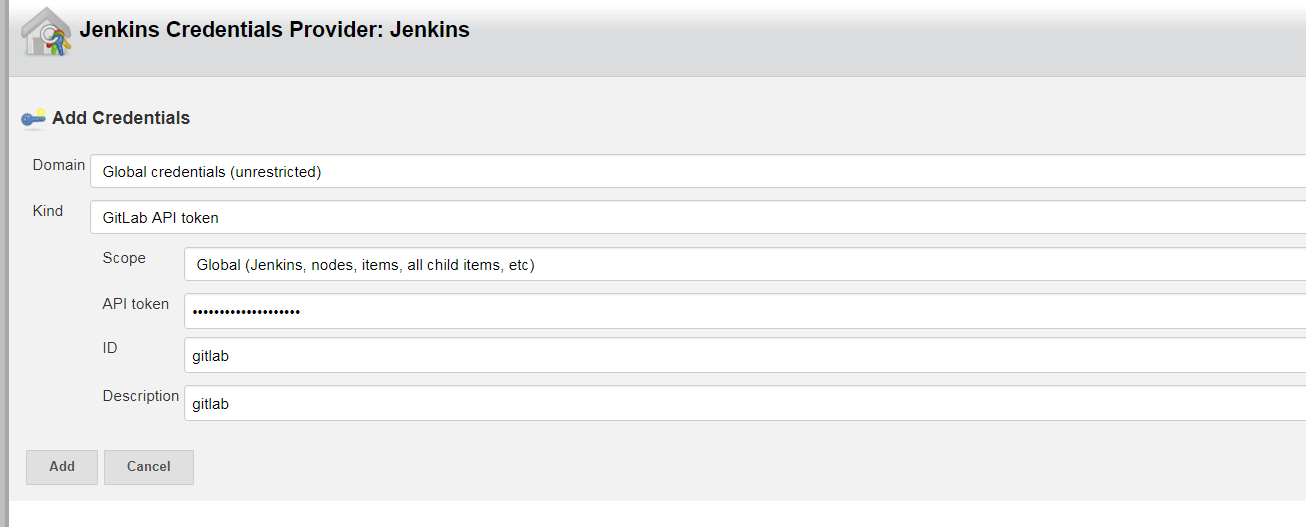 Jenkins Credentials Provider: Jenkins
Add Credentials
Domain Global credentials (unrestricted)
Kind GitLab API token
Scope Global (Jenkins, nodes, items, all child items, etc)
API token ••••••••••••••••••••
ID gitlab
Description gitlab
Add Cancel